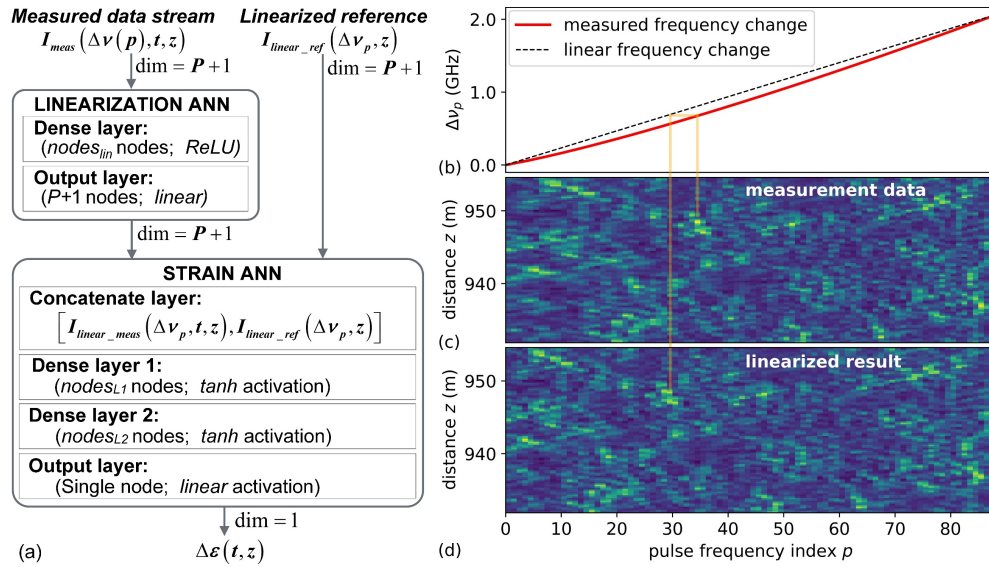 Measured data stream
I_meas(Δν(p),t,z)
Linearized reference
I_linear_ref(Δν_p,z)
dim = P+1
dim = P+1
LINEARIZATION ANN
Dense layer:
(nodes_lin nodes; ReLU)
Output layer:
(P+1 nodes; linear)
dim = P+1
STRAIN ANN
Concatenate layer:
[I_linear_meas(Δν_p,t,z), I_linear_ref(Δν_p,z)]
Dense layer 1:
(nodes_L1 nodes; tanh activation)
Dense layer 2:
(nodes_L2 nodes; tanh activation)
Output layer:
(Single node; linear activation)
dim = 1
Δε(t,z)
(a)
measured frequency change
linear frequency change
Δν_p (GHz)
2.0
1.0
0.0
(b)
measurement data
distance z (m)
950
940
(c)
linearized result
distance z (m)
950
940
(d)
0 10 20 30 40 50 60 70 80
pulse frequency index p